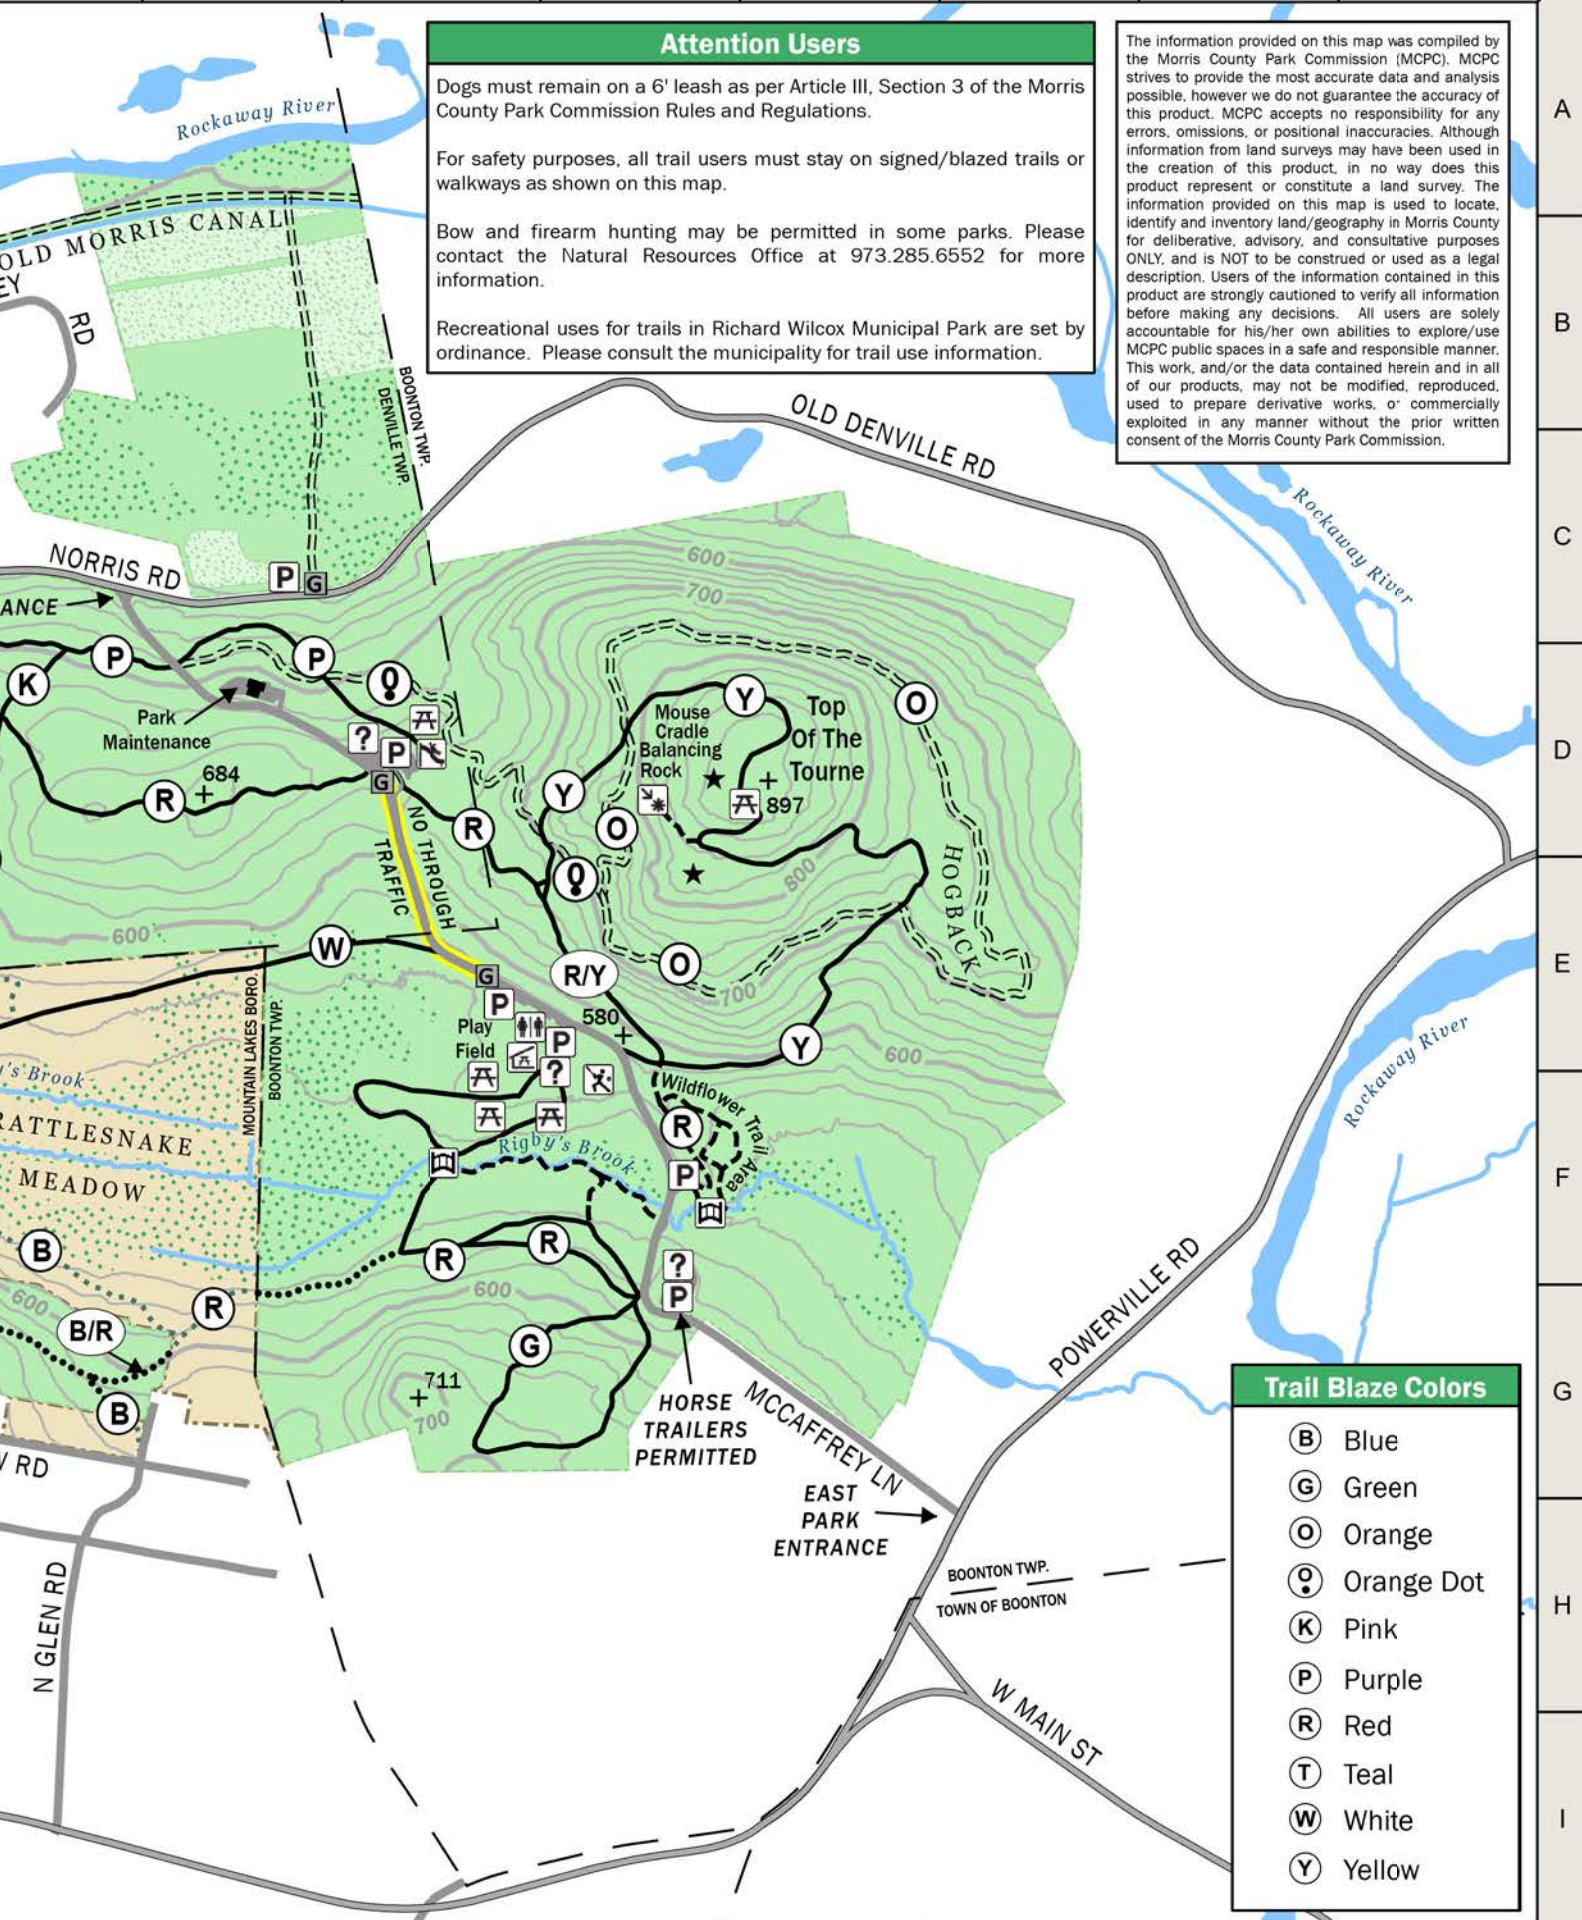 Attention Users
Dogs must remain on a 6' leash as per Article III, Section 3 of the Morris
County Park Commission Rules and Regulations.
For safety purposes, all trail users must stay on signed/blazed trails or
walkways as shown on this map.
Bow and firearm hunting may be permitted in some parks. Please
contact the Natural Resources Office at 973.285.6552 for more
information.
Recreational uses for trails in Richard Wilcox Municipal Park are set by
ordinance. Please consult the municipality for trail use information.
The information provided on this map was compiled by
the Morris County Park Commission (MCPC). MCPC
strives to provide the most accurate data and analysis
possible, however we do not guarantee the accuracy of
this product. MCPC accepts no responsibility for any
errors, omissions, or positional inaccuracies. Although
information from land surveys may have been used in
the creation of this product, in no way does this
product represent or constitute a land survey. The
information provided on this map is used to locate,
identify and inventory land/geography in Morris County
for deliberative, advisory, and consultative purposes
ONLY, and is NOT to be construed or used as a legal
description. Users of the information contained in this
product are strongly cautioned to verify all information
before making any decisions. All users are solely
accountable for his/her own abilities to explore/use
MCPC public spaces in a safe and responsible manner.
This work, and/or the data contained herein and in all
of our products, may not be modified, reproduced,
used to prepare derivative works, or commercially
exploited in any manner without the prior written
consent of the Morris County Park Commission.
A
B
C
D
E
F
G
H
I
Rockaway River
OLD MORRIS CANAL
EY
RD
BOONTON TWP.
DENVILLE TWP.
OLD DENVILLE RD
Rockaway River
NORRIS RD
P
G
ANCE
600
700
P
P
K
O
Y
O
Park
Maintenance
?
P
Mouse
Cradle
Balancing
Rock
Top
Of The
Tourne
684
R
G
R
Y
O
897
NO THROUGH
TRAFFIC
O
800
HOGBACK
600
W
G
R/Y
O
700
P
Play
Field
580
P
?
Y
600
MOUNTAIN LAKES BORO.
BOONTON TWP.
y's Brook
RATTLESNAKE
MEADOW
Wildflower Trail
Area
R
Rigby's Brook
P
Rockaway River
B
R
R
?
P
600
600
R
B/R
G
711
700
B
HORSE
TRAILERS
PERMITTED
MCCAFFREY LN
POWERVILLE RD
W RD
EAST
PARK
ENTRANCE
BOONTON TWP.
TOWN OF BOONTON
N GLEN RD
W MAIN ST
Trail Blaze Colors
B Blue
G Green
O Orange
O Orange Dot
K Pink
P Purple
R Red
T Teal
W White
Y Yellow